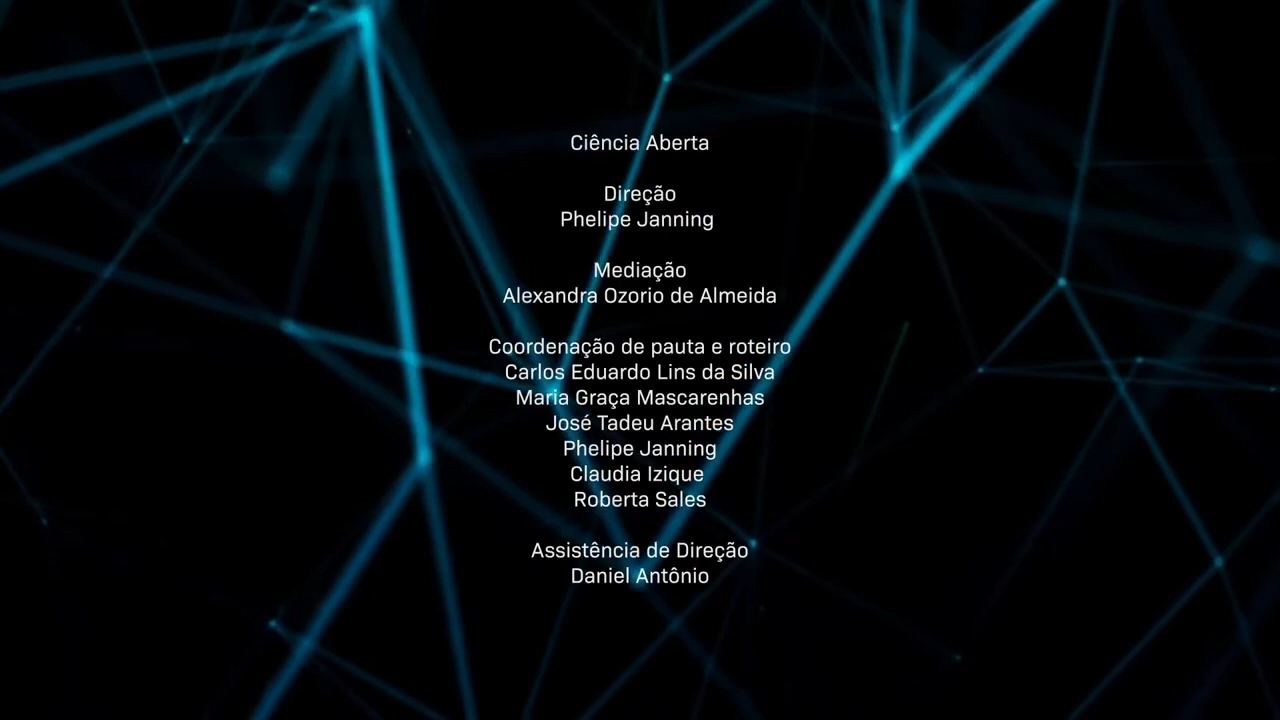 Ciência Aberta
Direção
Phelipe Janning
Mediação
Alexandra Ozorio de Almeida
Coordenação de pauta e roteiro
Carlos Eduardo Lins da Silva
Maria Graça Mascarenhas
José Tadeu Arantes
Phelipe Janning
Claudia Izique
Roberta Sales
Assistência de Direção
Daniel Antônio